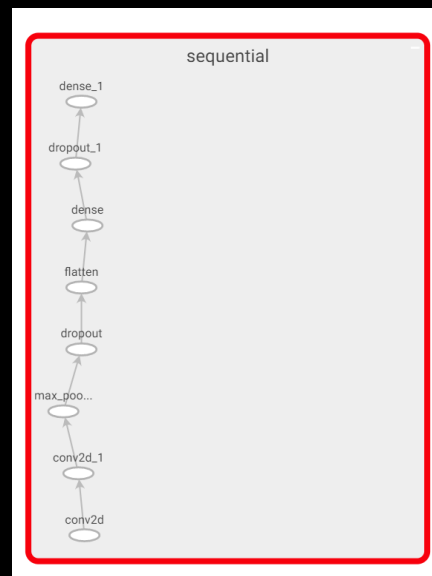 sequential
dense_1
dropout_1
dense
flatten
dropout
max_poo...
conv2d_1
conv2d